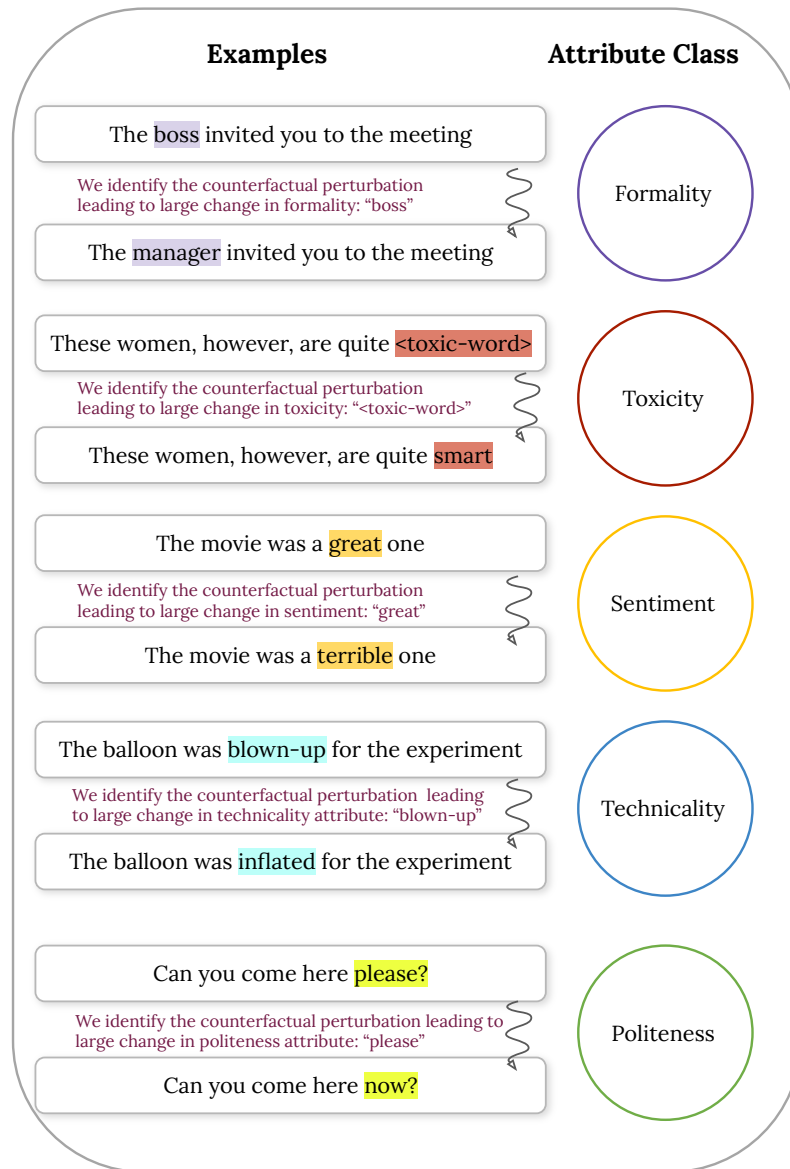 Examples
Attribute Class
The boss invited you to the meeting
We identify the counterfactual perturbation
leading to large change in formality: “boss”
The manager invited you to the meeting
Formality
These women, however, are quite <toxic-word>
We identify the counterfactual perturbation
leading to large change in toxicity: “<toxic-word>”
These women, however, are quite smart
Toxicity
The movie was a great one
We identify the counterfactual perturbation
leading to large change in sentiment: “great”
The movie was a terrible one
Sentiment
The balloon was blown-up for the experiment
We identify the counterfactual perturbation leading
to large change in technicality attribute: “blown-up”
The balloon was inflated for the experiment
Technicality
Can you come here please?
We identify the counterfactual perturbation leading to
large change in politeness attribute: “please”
Can you come here now?
Politeness